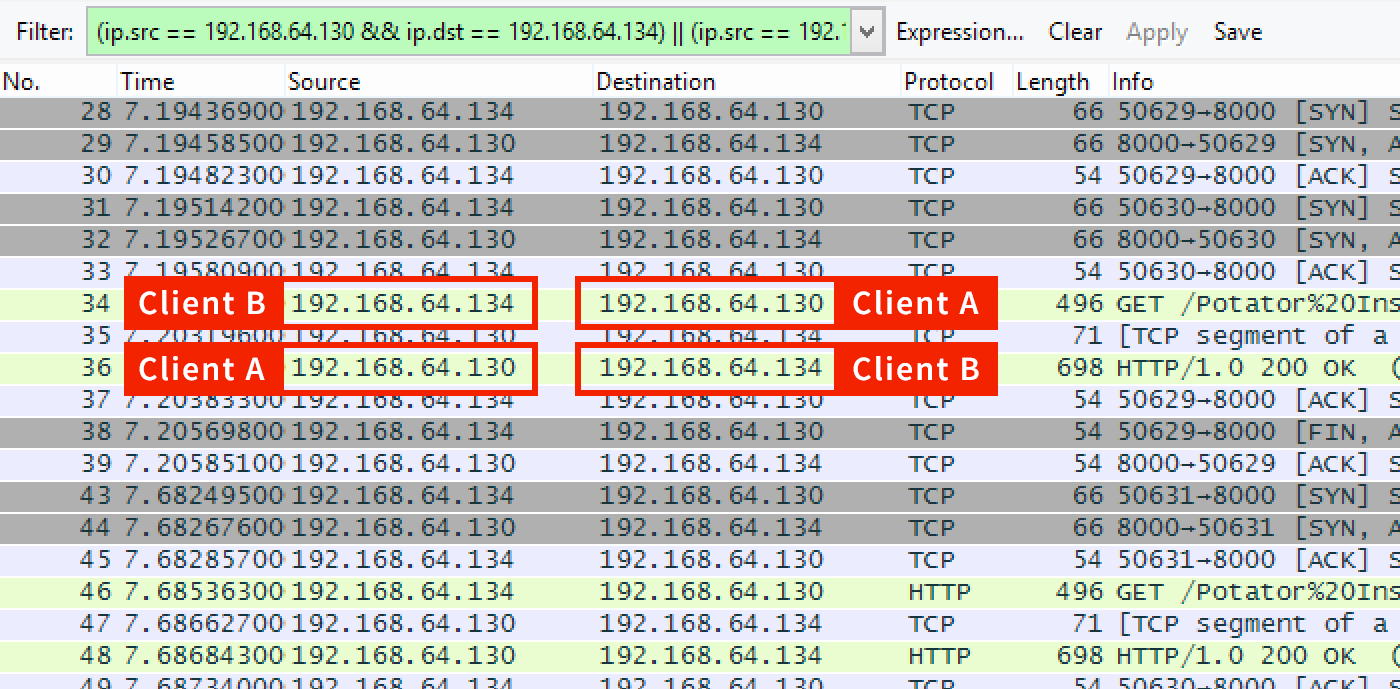 Filter: (ip.src == 192.168.64.130 && ip.dst == 192.168.64.134) || (ip.src == 192. Expression... Clear Apply Save
No. Time Source Destination Protocol Length Info
28 7.19436900 192.168.64.134 192.168.64.130 TCP 66 50629→8000 [SYN] S
29 7.19458500 192.168.64.130 192.168.64.134 TCP 66 8000→50629 [SYN, A
30 7.19482300 192.168.64.134 192.168.64.130 TCP 54 50629→8000 [ACK] S
31 7.19514200 192.168.64.134 192.168.64.130 TCP 66 50630→8000 [SYN] S
32 7.19526700 192.168.64.130 192.168.64.134 TCP 66 8000→50630 [SYN, A
33 7.19580900 192.168.64.134 192.168.64.130 TCP 54 50630→8000 [ACK] S
34 Client B 192.168.64.134 192.168.64.130 Client A 496 GET /Potator%20Ins
35 7.20319600 192.168.64.130 192.168.64.134 TCP 71 [TCP segment of a
36 Client A 192.168.64.130 192.168.64.134 Client B 698 HTTP/1.0 200 OK (
37 7.20383300 192.168.64.134 192.168.64.130 TCP 54 50629→8000 [ACK] S
38 7.20569800 192.168.64.134 192.168.64.130 TCP 54 50629→8000 [FIN, A
39 7.20585100 192.168.64.130 192.168.64.134 TCP 54 8000→50629 [ACK] S
43 7.68249500 192.168.64.134 192.168.64.130 TCP 66 50631→8000 [SYN] S
44 7.68267600 192.168.64.130 192.168.64.134 TCP 66 8000→50631 [SYN, A
45 7.68285700 192.168.64.134 192.168.64.130 TCP 54 50631→8000 [ACK] S
46 7.68536300 192.168.64.134 192.168.64.130 HTTP 496 GET /Potator%20Ins
47 7.68662700 192.168.64.130 192.168.64.134 TCP 71 [TCP segment of a
48 7.68684300 192.168.64.130 192.168.64.134 HTTP 698 HTTP/1.0 200 OK (
49 7.68734000 192.168.64.134 192.168.64.130 TCP 54 50630→8000 [ACK] S